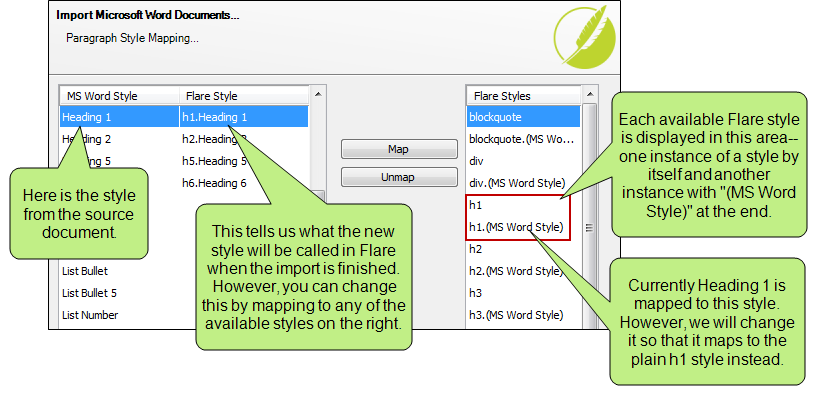 Import Microsoft Word Documents...
Paragraph Style Mapping...
MS Word Style Flare Style
Heading 1 h1.Heading 1
Heading 2 h2.Heading
5 h5.Heading 5
h6.Heading 6
List Bullet
List Bullet 5
List Number
Map
Unmap
Flare Styles
blockquote
blockquote.(MS Wo...
div
div.(MS Word Style)
h1
h1.(MS Word Style)
h2
h2.(MS Word Style)
h3
h3.(MS Word Style)
Here is the style
from the source
document.
This tells us what the new
style will be called in Flare
when the import is finished.
However, you can change
this by mapping to any of the
available styles on the right.
Each available Flare style
is displayed in this area--
one instance of a style by
itself and another
instance with "(MS Word
Style)" at the end.
Currently Heading 1 is
mapped to this style.
However, we will change
it so that it maps to the
plain h1 style instead.